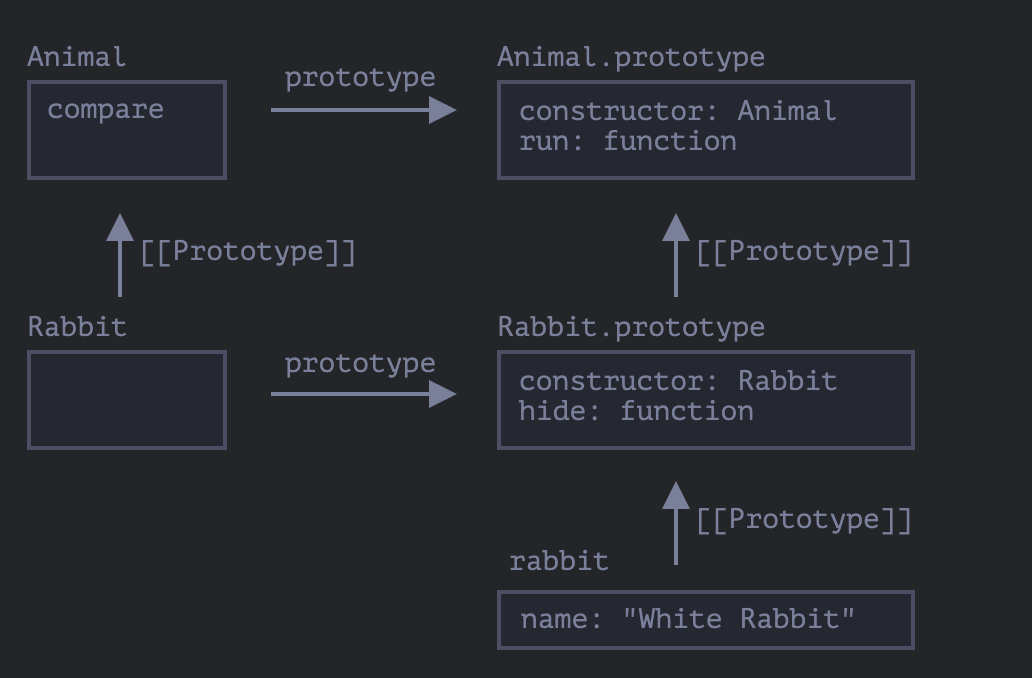 Animal
prototype
Animal.prototype
compare
constructor: Animal
run: function
[[Prototype]]
[[Prototype]]
Rabbit
prototype
Rabbit.prototype
constructor: Rabbit
hide: function
[[Prototype]]
rabbit
name: "White Rabbit"